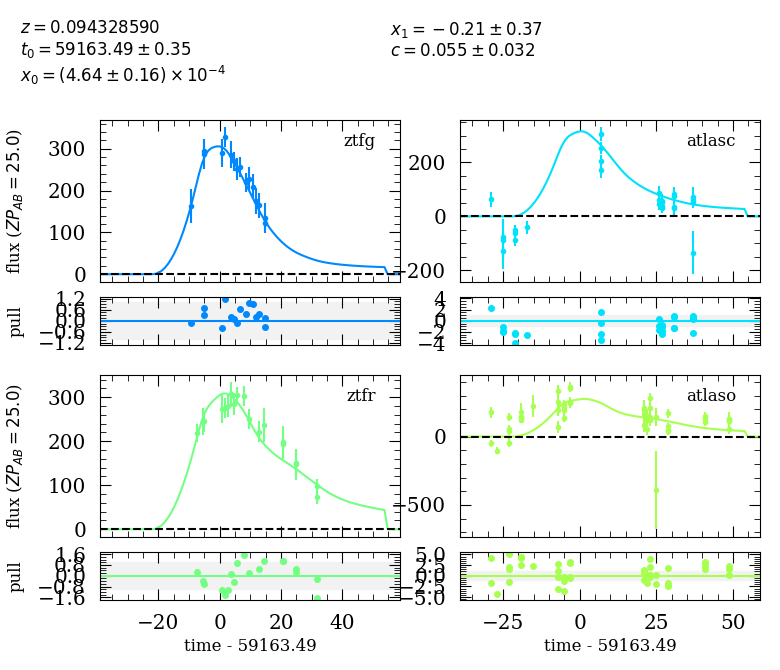 z = 0.094328590
t0 = 59163.49 ± 0.35
x0 = (4.64 ± 0.16) × 10⁻⁴
x1 = −0.21 ± 0.37
c = 0.055 ± 0.032
flux (ZP_AB = 25.0)
300
200
100
0
ztfg
200
0
−200
atlasc
pull
1.2
0.6
0.0
−0.6
−1.2
4
2
0
−2
−4
flux (ZP_AB = 25.0)
300
200
100
0
ztfr
0
−500
atlaso
pull
1.6
0.8
0.0
−0.8
−1.6
5.0
2.5
0.0
−2.5
−5.0
−20 0 20 40
−25 0 25 50
time - 59163.49
time - 59163.49